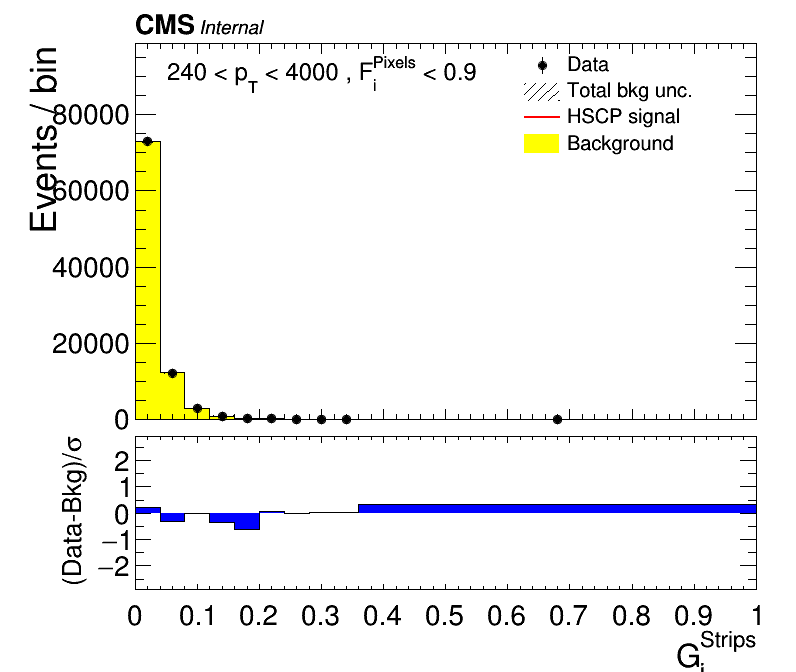 CMS Internal
240 < p_T < 4000 , F_i^Pixels < 0.9
Data
Total bkg unc.
HSCP signal
Background
Events / bin
80000
60000
40000
20000
0
(Data-Bkg)/σ
2
1
0
−1
−2
0 0.1 0.2 0.3 0.4 0.5 0.6 0.7 0.8 0.9 1
G_i^Strips